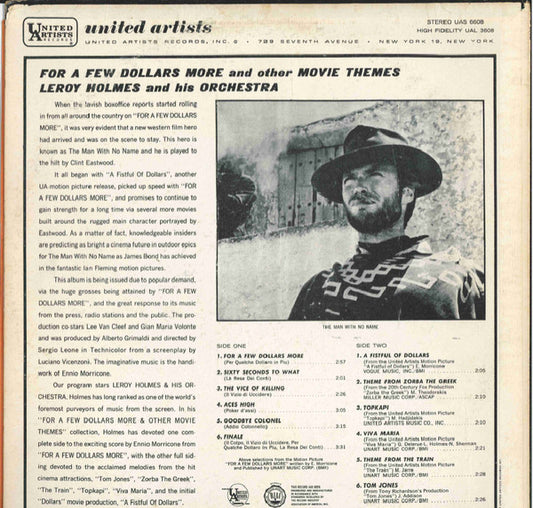 UNITED ARTISTS RECORDS
united artists
UNITED ARTISTS RECORDS, INC. • 729 SEVENTH AVENUE • NEW YORK 19, NEW YORK
STEREO UAS 6608
HIGH FIDELITY UAL 3608
FOR A FEW DOLLARS MORE and other MOVIE THEMES
LEROY HOLMES and his ORCHESTRA
When the lavish boxoffice reports started rolling
in from all around the country on "FOR A FEW DOLLARS
MORE", it was very evident that a new western film hero
had arrived and was on the scene to stay. This hero is
known as The Man With No Name and he is played to
the hilt by Clint Eastwood.
It all began with "A Fistful Of Dollars", another
UA motion picture release, picked up speed with "FOR
A FEW DOLLARS MORE", and promises to continue to
gain strength for a long time via several more movies
built around the rugged main character portrayed by
Eastwood. As a matter of fact, knowledgeable insiders
are predicting as bright a cinema future in outdoor epics
for The Man With No Name as James Bond has achieved
in the fantastic Ian Fleming motion pictures.
This album is being issued due to popular demand,
via the huge grosses being attained by "FOR A FEW
DOLLARS MORE", and the great response to its music
from the press, radio stations and the public. The pro-
duction co-stars Lee Van Cleef and Gian Maria Volonte
and was produced by Alberto Grimaldi and directed by
Sergio Leone in Technicolor from a screenplay by
Luciano Vicenzoni. The imaginative music is the handi-
work of Ennio Morricone.
Our program stars LEROY HOLMES & HIS OR-
CHESTRA. Holmes has long ranked as one of the world's
foremost purveyors of music from the screen. In his
"FOR A FEW DOLLARS MORE & OTHER MOVIE
THEMES" collection, Holmes has devoted one com-
plete side to the exciting score by Ennio Morricone from
"FOR A FEW DOLLARS MORE", with the other full sid-
ing devoted to the acclaimed melodies from the hit
cinema attractions, "Tom Jones", "Zorba The Greek",
"The Train", "Topkapi", "Viva Maria", and the initial
"Dollars" movie production, "A Fistful Of Dollars".
THE MAN WITH NO NAME
SIDE ONE
1. FOR A FEW DOLLARS MORE
(Per Qualche Dollaro in Piu) 2:57
2. SIXTY SECONDS TO WHAT
(La Resa Dei Conti) 2:01
3. THE VICE OF KILLING
(Il Vizio di Uccidere) 2:26
4. ACES HIGH
(Poker d'assi) 3:05
5. GOODBYE COLONEL
(Addio Colonnello) 3:15
6. FINALE
(Il Colpo, Il Vizio di Uccidere, Per
Qualche Dollaro in Piu, La Resa Dei Conti) 3:31
Above selections from the Motion Picture
"FOR A FEW DOLLARS MORE" written by E. Morricone
and Published by UNART MUSIC CORP. (BMI)
SIDE TWO
1. A FISTFUL OF DOLLARS
(From the United Artists Motion Picture
"A Fistful of Dollars") E. Morricone
VOGUE MUSIC, INC. BMI 2:05
2. THEME FROM ZORBA THE GREEK
(From the 20th Century Fox Production
"Zorba the Greek") M. Theodorakis
MILLER MUSIC CORP./ASCAP 2:10
3. TOPKAPI
(From the United Artists Motion Picture
"Topkapi") M. Hadjidakis
UNITED ARTISTS MUSIC CO., INC. 2:10
4. VIVA MARIA
(From the United Artists Motion Picture
"Viva Maria") G. Delerue-L. Holmes-N. Sherman
UNART MUSIC CORP./BMI 2:21
5. THEME FROM THE TRAIN
(From the United Artists Motion Picture
"The Train") M. Jarre
UNART MUSIC CORP./BMI 2:28
6. TOM JONES
(From Tony Richardson's Production
"Tom Jones") J. Addison
UNART MUSIC CORP./BMI 2:26